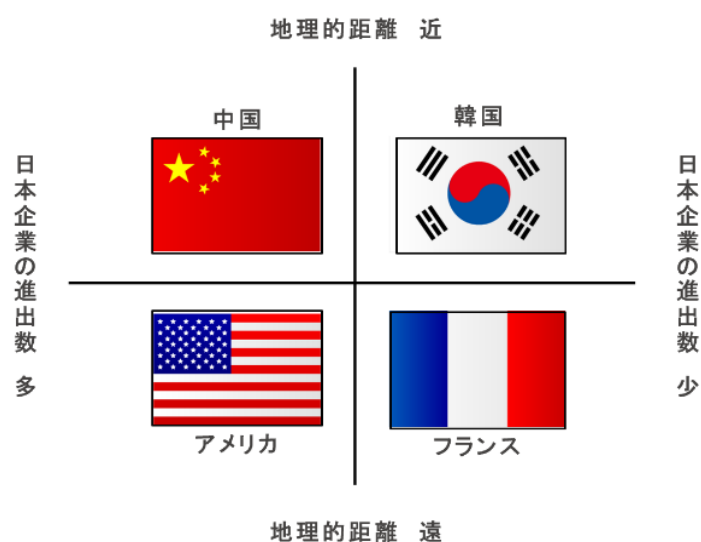 地理的距離 近
中国
韓国
日本企業の進出数 多
日本企業の進出数 少
アメリカ
フランス
地理的距離 遠